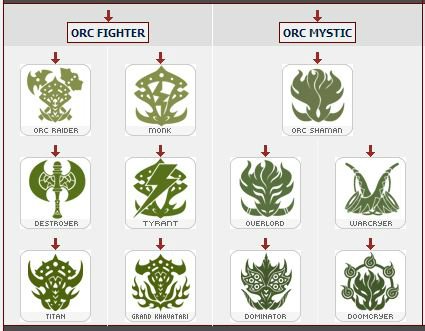 ORC FIGHTER ORC MYSTIC
ORC RAIDER MONK ORC SHAMAN
DESTROYER TYRANT OVERLORD WARCRYER
TITAN GRAND KHAVATARI DOMINATOR DOOMCRYER